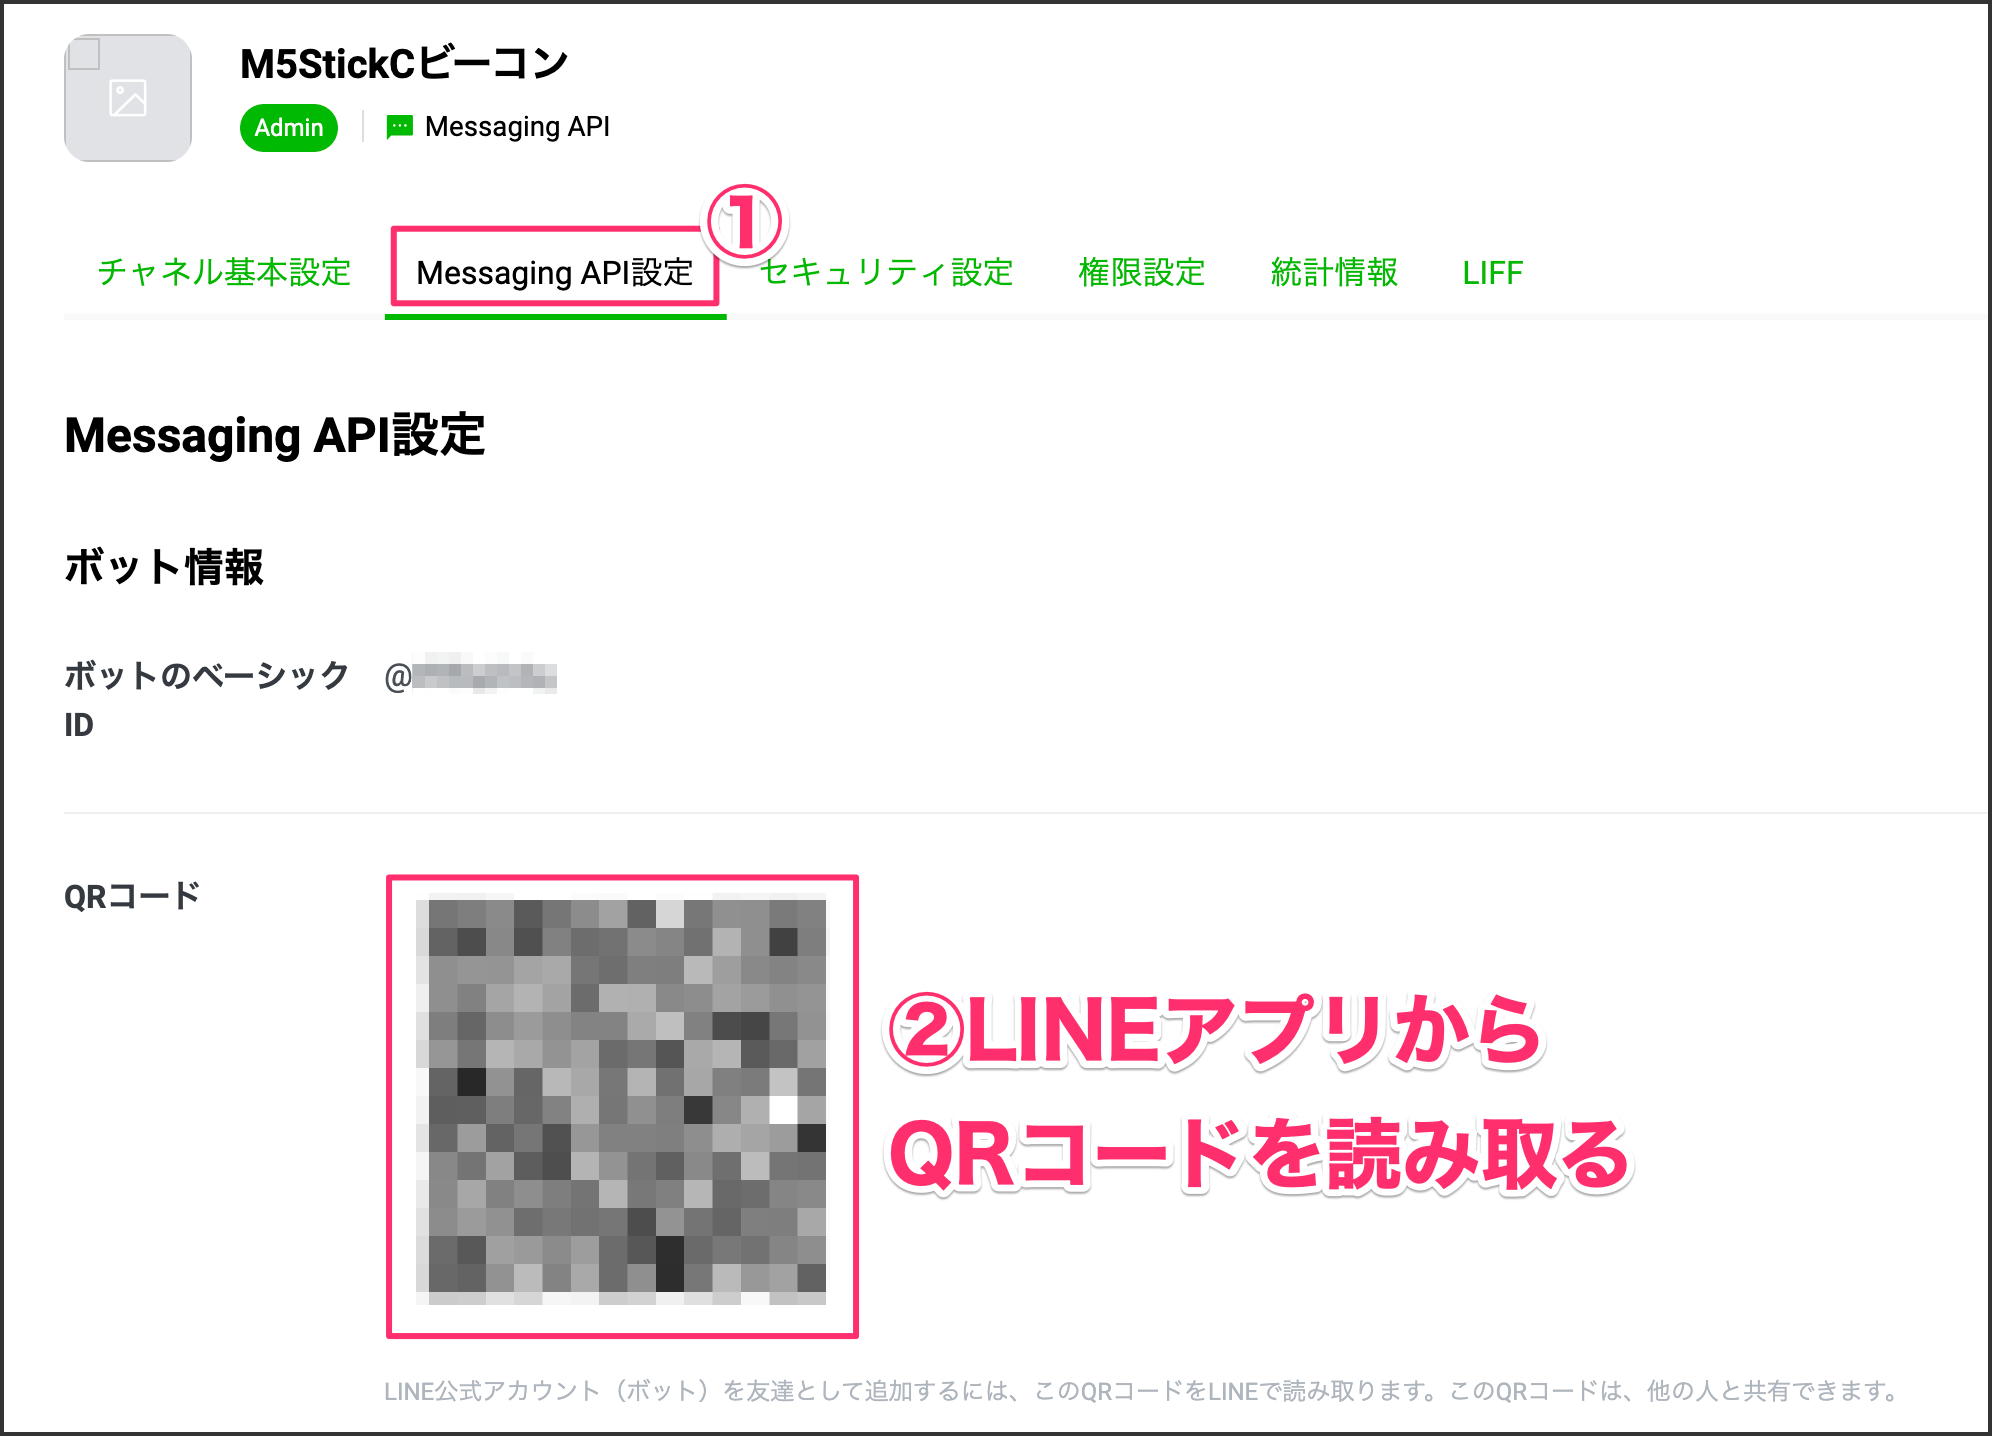 M5StickCビーコン
Admin
Messaging API
①
チャネル基本設定 Messaging API設定 セキュリティ設定 権限設定 統計情報 LIFF
Messaging API設定
ボット情報
ボットのベーシック @
ID
QRコード
②LINEアプリから
QRコードを読み取る
LINE公式アカウント（ボット）を友達として追加するには、このQRコードをLINEで読み取ります。このQRコードは、他の人と共有できます。